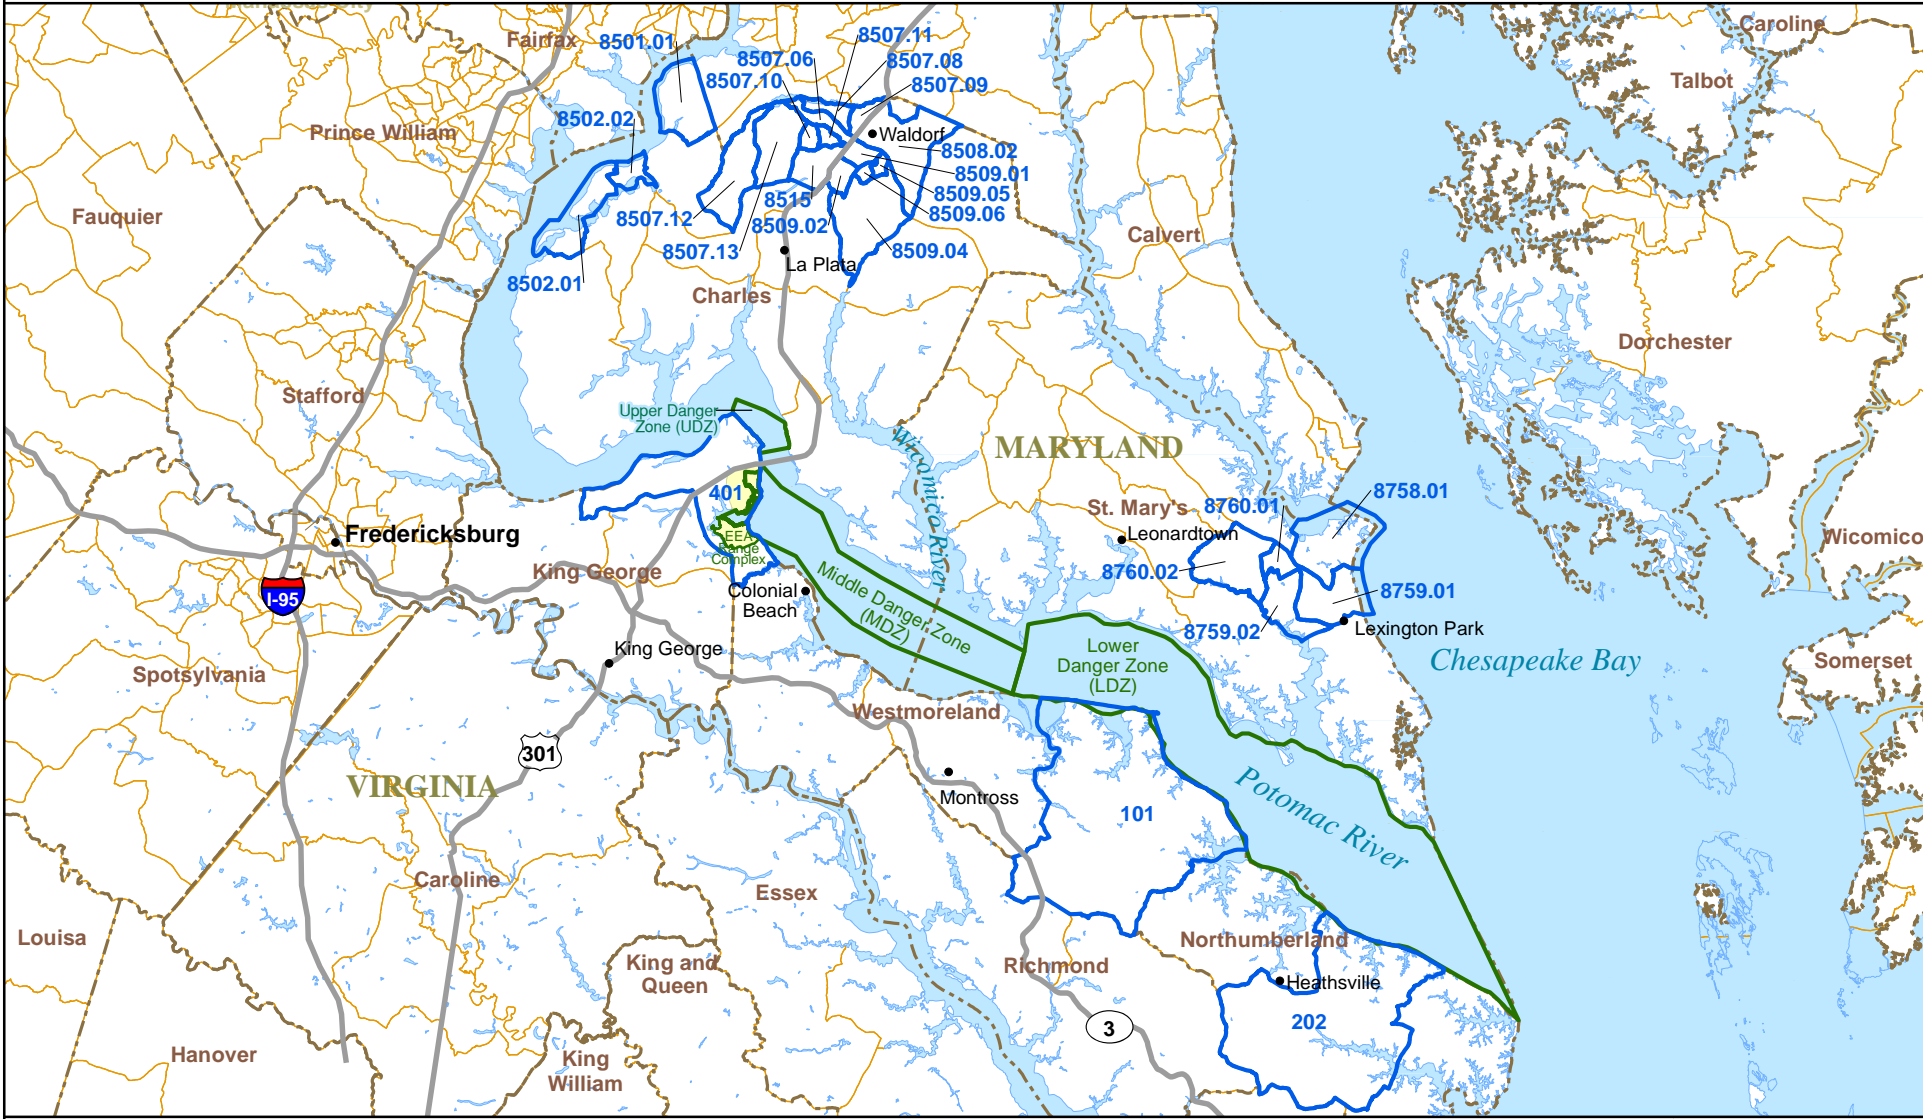 Fairfax
8501.01
8507.11
8507.06
8507.08
8507.10
8507.09
Caroline
Talbot
8502.02
Prince William
Waldorf
8508.02
8509.01
8509.05
8509.06
8515
8507.12
8509.02
8507.13
8509.04
Fauquier
Calvert
8502.01
La Plata
Charles
Dorchester
Stafford
Upper Danger
Zone (UDZ)
MARYLAND
Wicomico River
401
St. Mary's
8760.01
8758.01
Leonardtown
Fredericksburg
EEA
Range
Complex
Wicomico
King George
8760.02
I-95
Colonial
Beach
Middle Danger Zone
(MDZ)
8759.01
8759.02
Lexington Park
King George
Lower
Danger Zone
(LDZ)
Chesapeake Bay
Somerset
Spotsylvania
Westmoreland
301
VIRGINIA
Montross
101
Potomac River
Caroline
Essex
Louisa
King and
Queen
Richmond
Northumberland
Heathsville
202
3
Hanover
King
William